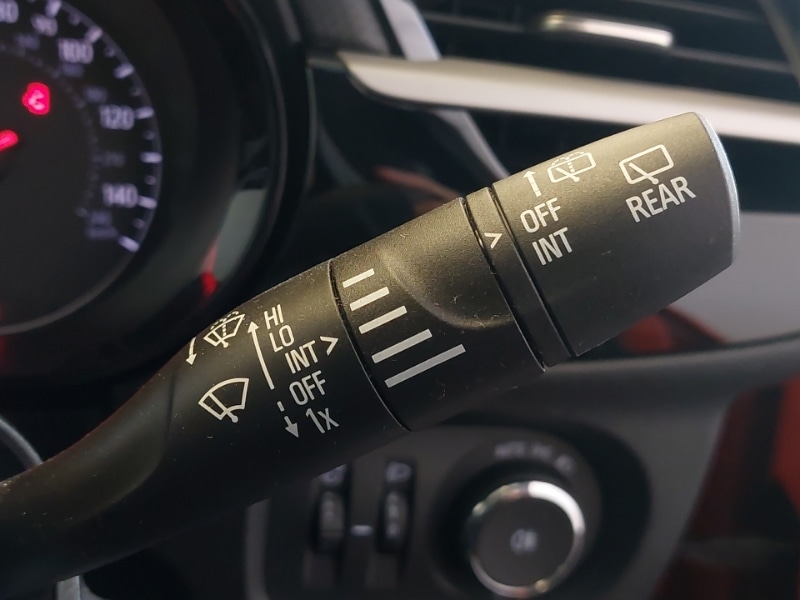 100
120
140
HI
LO
INT >
OFF
1x
>
OFF
INT
REAR